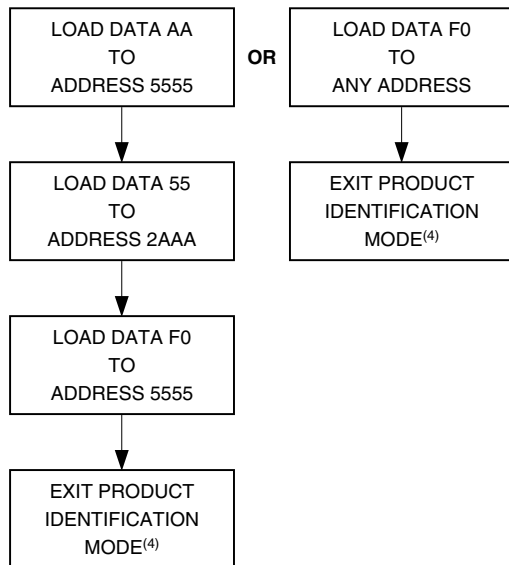 LOAD DATA AA
TO
ADDRESS 5555
LOAD DATA 55
TO
ADDRESS 2AAA
LOAD DATA F0
TO
ADDRESS 5555
EXIT PRODUCT
IDENTIFICATION
MODE(4)
OR
LOAD DATA F0
TO
ANY ADDRESS
EXIT PRODUCT
IDENTIFICATION
MODE(4)